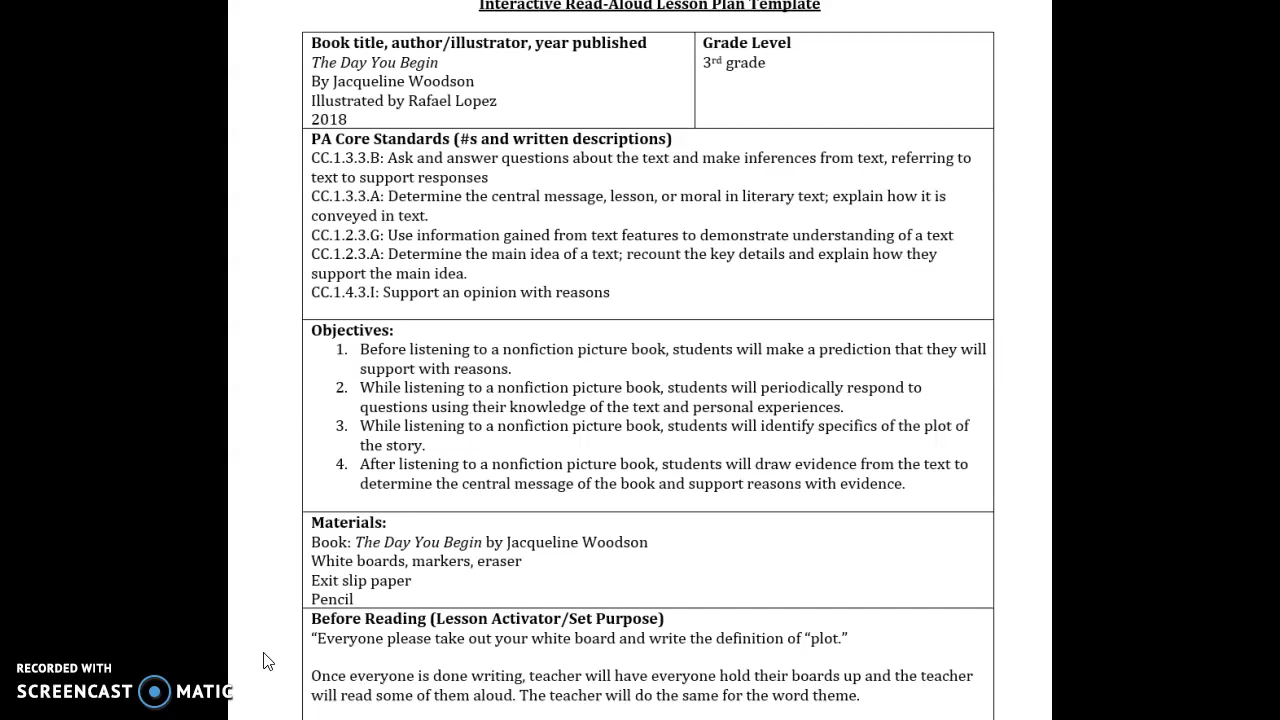 Interactive Read-Aloud Lesson Plan Template
Book title, author/illustrator, year published
The Day You Begin
By Jacqueline Woodson
Illustrated by Rafael Lopez
2018
Grade Level
3rd grade
PA Core Standards (#s and written descriptions)
CC.1.3.3.B: Ask and answer questions about the text and make inferences from text, referring to
text to support responses
CC.1.3.3.A: Determine the central message, lesson, or moral in literary text; explain how it is
conveyed in text.
CC.1.2.3.G: Use information gained from text features to demonstrate understanding of a text
CC.1.2.3.A: Determine the main idea of a text; recount the key details and explain how they
support the main idea.
CC.1.4.3.I: Support an opinion with reasons
Objectives:
1. Before listening to a nonfiction picture book, students will make a prediction that they will
support with reasons.
2. While listening to a nonfiction picture book, students will periodically respond to
questions using their knowledge of the text and personal experiences.
3. While listening to a nonfiction picture book, students will identify specifics of the plot of
the story.
4. After listening to a nonfiction picture book, students will draw evidence from the text to
determine the central message of the book and support reasons with evidence.
Materials:
Book: The Day You Begin by Jacqueline Woodson
White boards, markers, eraser
Exit slip paper
Pencil
Before Reading (Lesson Activator/Set Purpose)
“Everyone please take out your white board and write the definition of “plot.”
Once everyone is done writing, teacher will have everyone hold their boards up and the teacher
will read some of them aloud. The teacher will do the same for the word theme.
RECORDED WITH
SCREENCAST MATIC